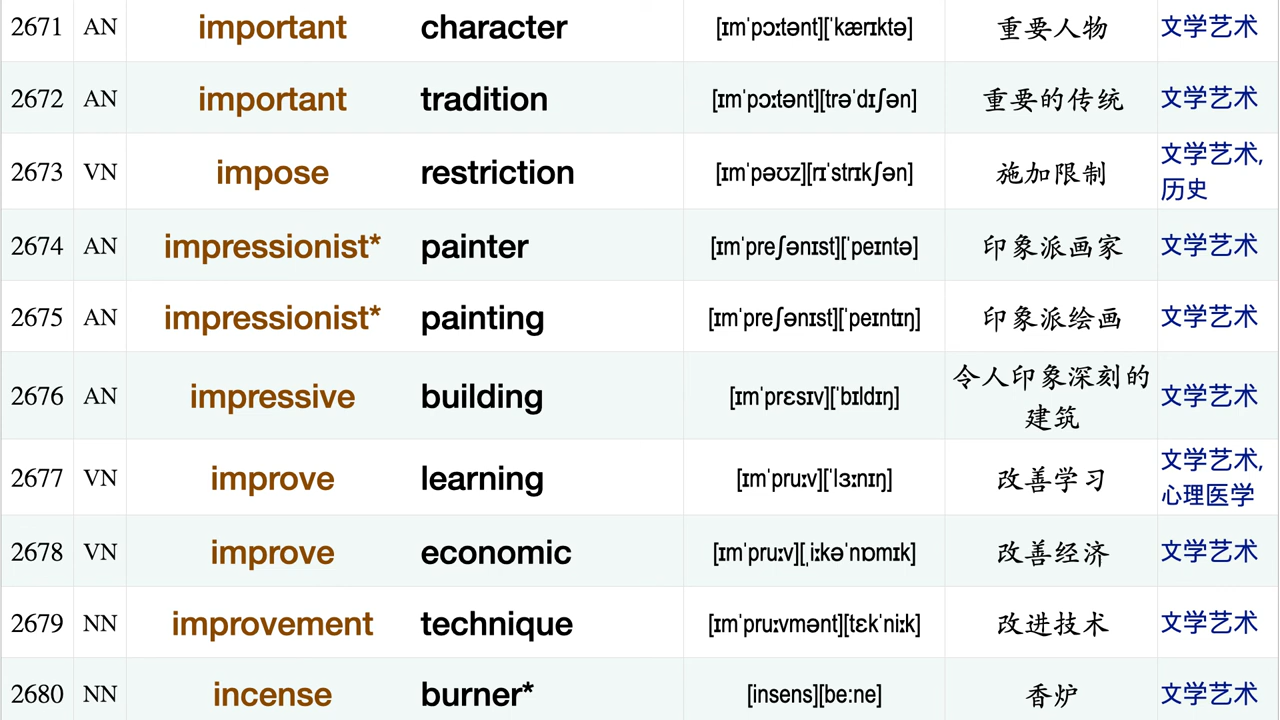 2671 AN important character [ɪmˈpɔːtənt][ˈkærɪktə] 重要人物 文学艺术
2672 AN important tradition [ɪmˈpɔːtənt][trəˈdɪʃən] 重要的传统 文学艺术
2673 VN impose restriction [ɪmˈpəʊz][rɪˈstrɪkʃən] 施加限制 文学艺术,
历史
2674 AN impressionist* painter [ɪmˈpreʃənɪst][ˈpeɪntə] 印象派画家 文学艺术
2675 AN impressionist* painting [ɪmˈpreʃənɪst][ˈpeɪntɪŋ] 印象派绘画 文学艺术
2676 AN impressive building [ɪmˈprɛsɪv][ˈbɪldɪŋ] 令人印象深刻的
建筑 文学艺术
2677 VN improve learning [ɪmˈpruːv][ˈlɜːnɪŋ] 改善学习 文学艺术,
心理医学
2678 VN improve economic [ɪmˈpruːv][ˌiːkəˈnɒmɪk] 改善经济 文学艺术
2679 NN improvement technique [ɪmˈpruːvmənt][tɛkˈniːk] 改进技术 文学艺术
2680 NN incense burner* [insens][be:ne] 香炉 文学艺术